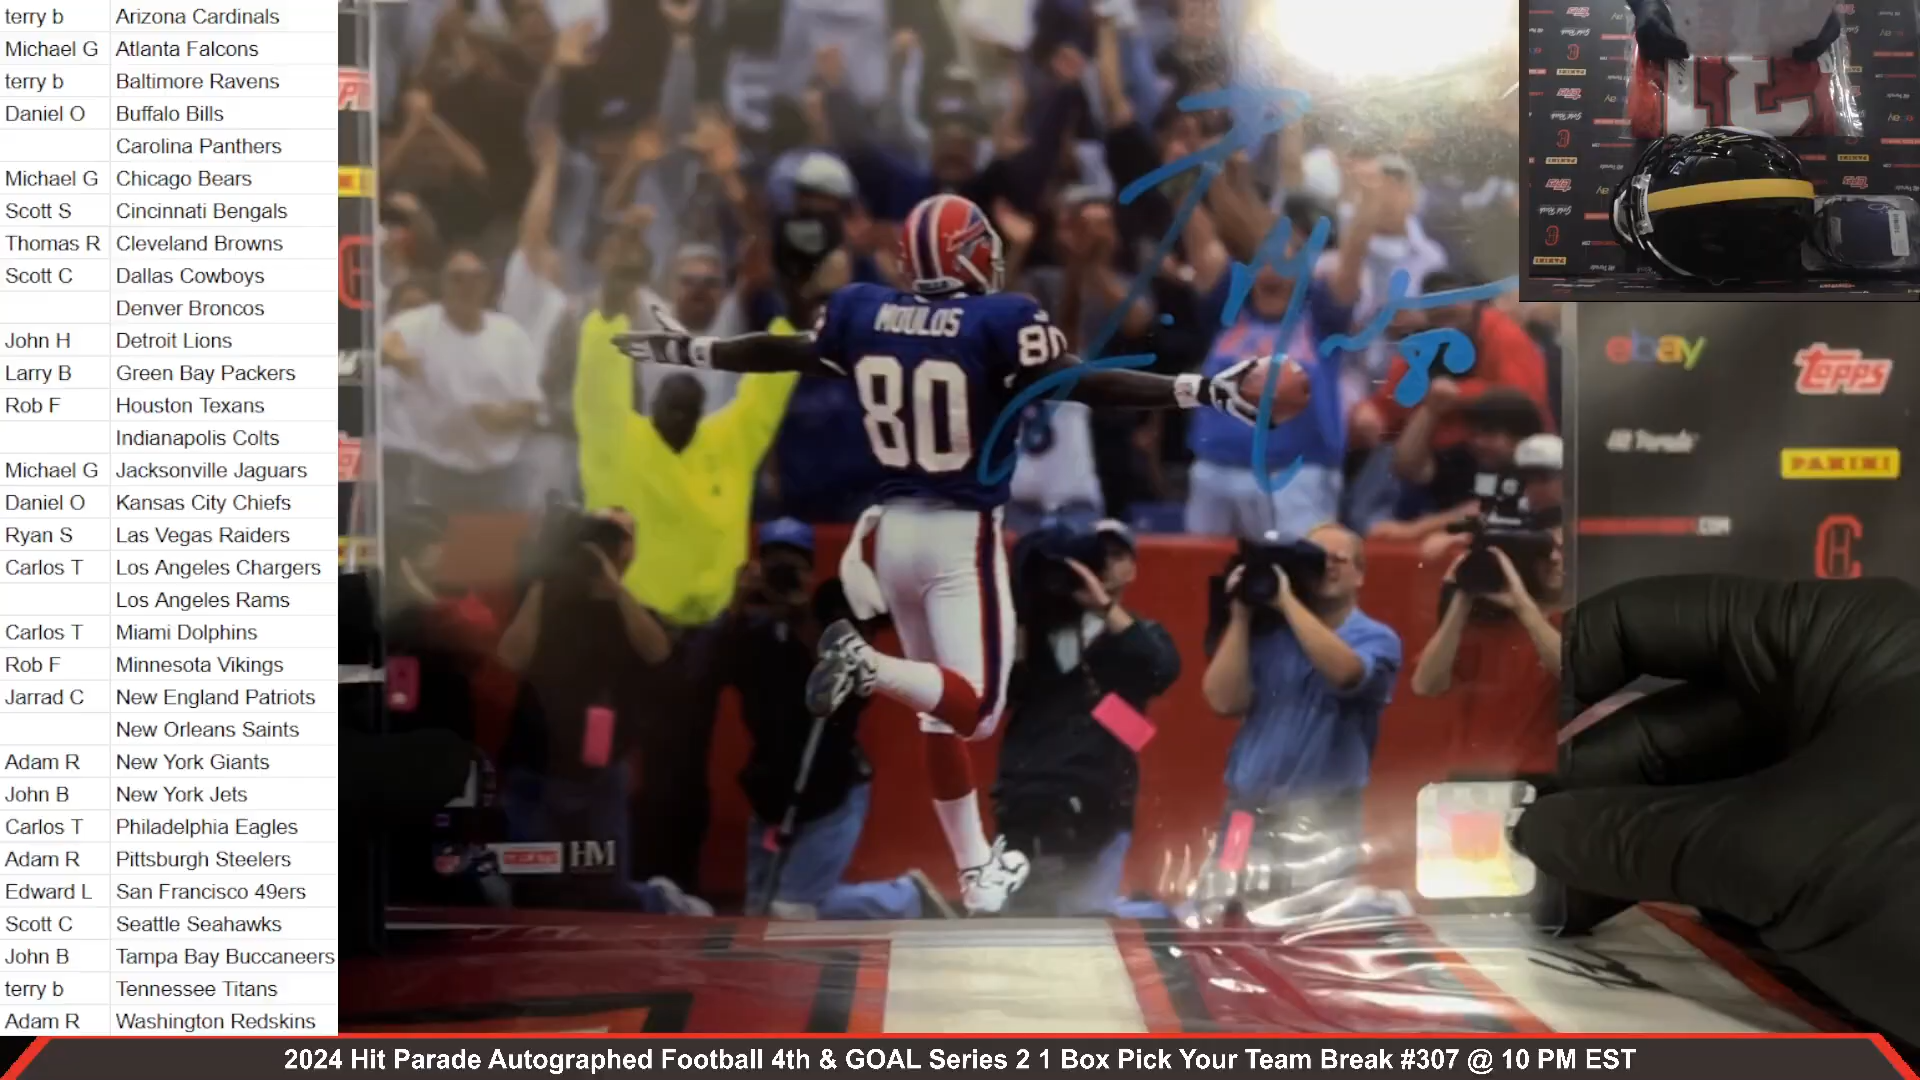 terry b Arizona Cardinals
Michael G Atlanta Falcons
terry b Baltimore Ravens
Daniel O Buffalo Bills
Carolina Panthers
Michael G Chicago Bears
Scott S Cincinnati Bengals
Thomas R Cleveland Browns
Scott C Dallas Cowboys
Denver Broncos
John H Detroit Lions
Larry B Green Bay Packers
Rob F Houston Texans
Indianapolis Colts
Michael G Jacksonville Jaguars
Daniel O Kansas City Chiefs
Ryan S Las Vegas Raiders
Carlos T Los Angeles Chargers
Los Angeles Rams
Carlos T Miami Dolphins
Rob F Minnesota Vikings
Jarrad C New England Patriots
New Orleans Saints
Adam R New York Giants
John B New York Jets
Carlos T Philadelphia Eagles
Adam R Pittsburgh Steelers
Edward L San Francisco 49ers
Scott C Seattle Seahawks
John B Tampa Bay Buccaneers
terry b Tennessee Titans
Adam R Washington Redskins
MOULDS
80
80
80
HM
ebay
Topps
Hit Parade
PANINI
.COM
2024 Hit Parade Autographed Football 4th & GOAL Series 2 1 Box Pick Your Team Break #307 @ 10 PM EST